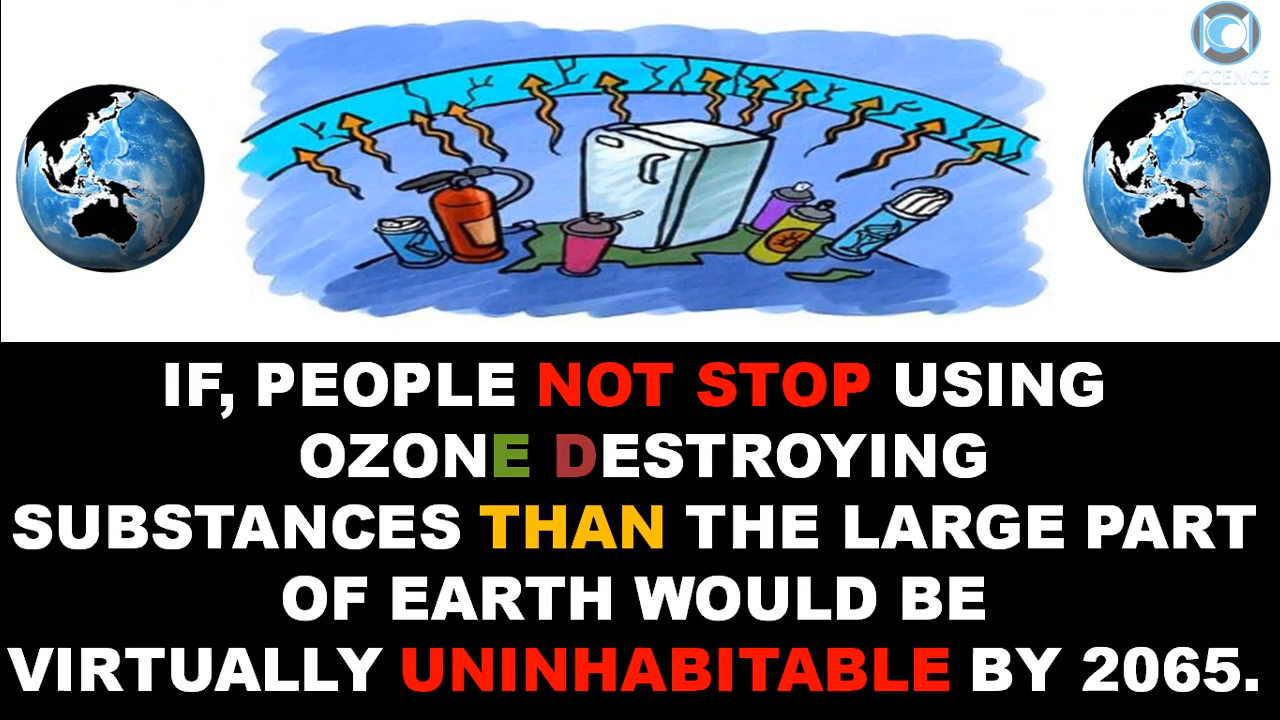 OCCENCE
IF, PEOPLE NOT STOP USING
OZONE DESTROYING
SUBSTANCES THAN THE LARGE PART
OF EARTH WOULD BE
VIRTUALLY UNINHABITABLE BY 2065.